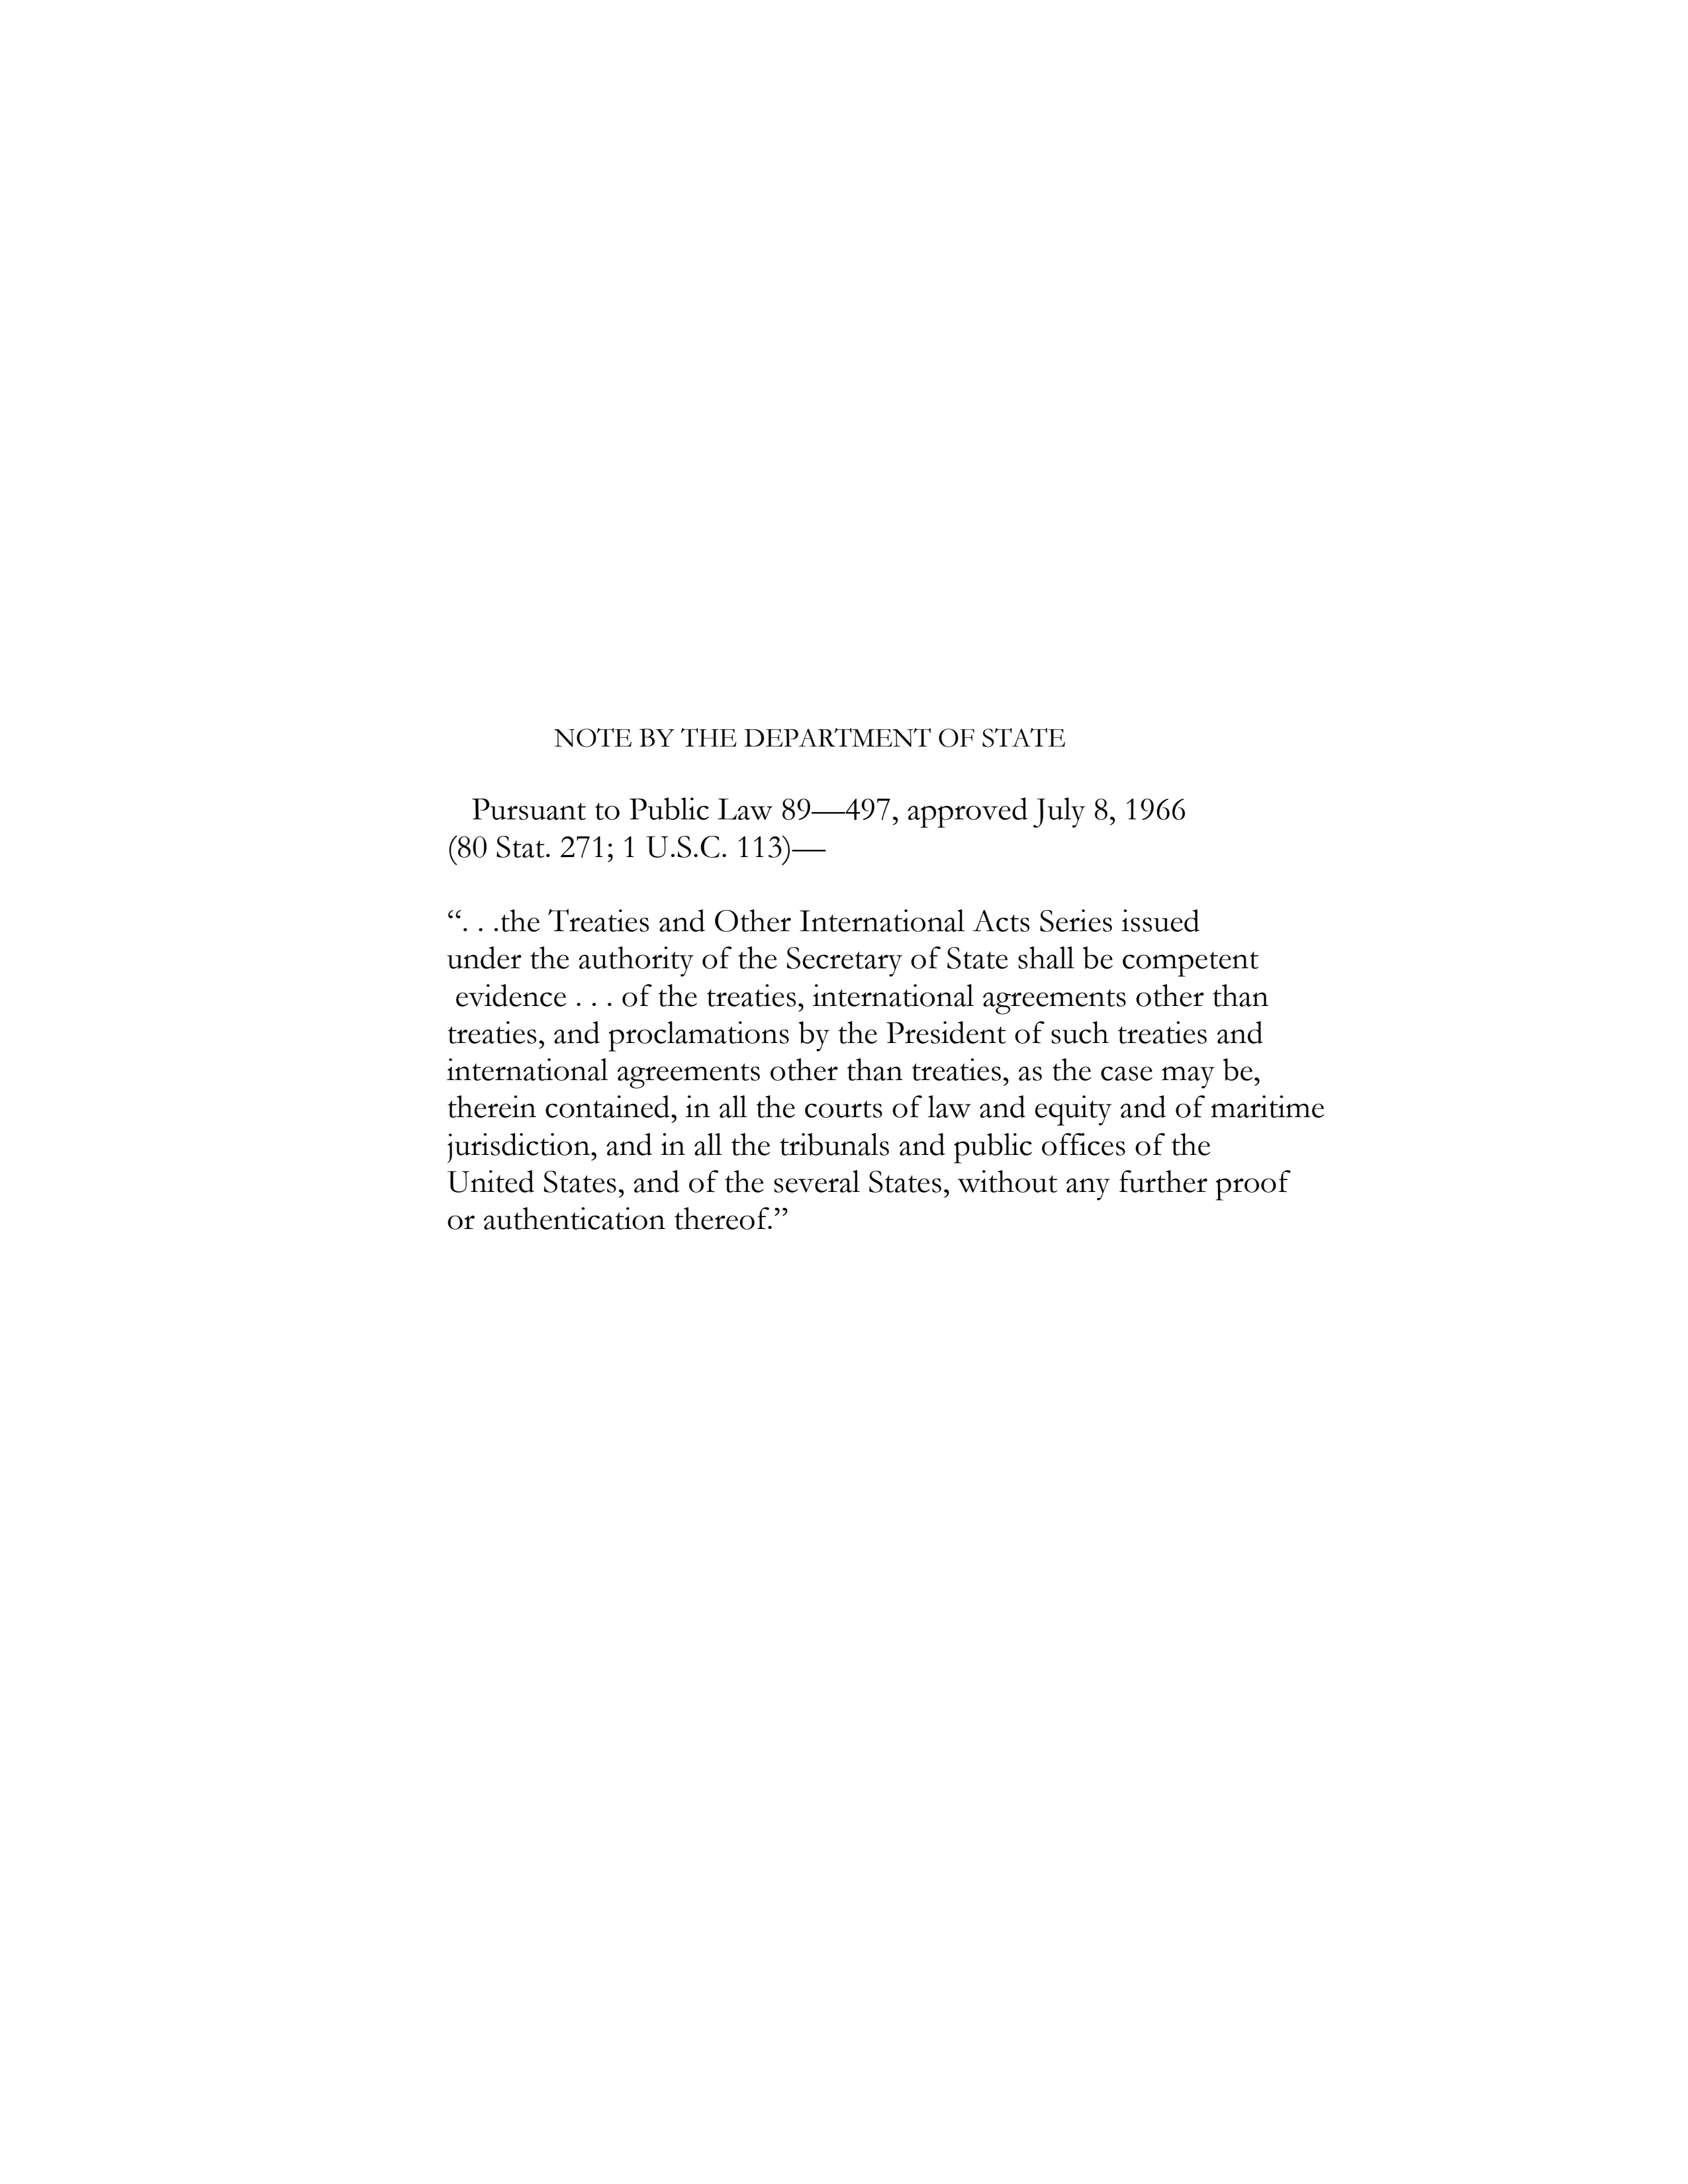 NOTE BY THE DEPARTMENT OF STATE
Pursuant to Public Law 89—497, approved July 8, 1966
(80 Stat. 271; 1 U.S.C. 113)—
“. . .the Treaties and Other International Acts Series issued
under the authority of the Secretary of State shall be competent
evidence . . . of the treaties, international agreements other than
treaties, and proclamations by the President of such treaties and
international agreements other than treaties, as the case may be,
therein contained, in all the courts of law and equity and of maritime
jurisdiction, and in all the tribunals and public offices of the
United States, and of the several States, without any further proof
or authentication thereof.”